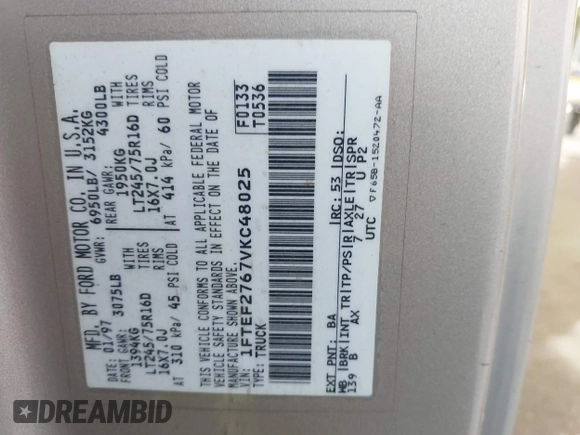 MFD. BY FORD MOTOR CO. IN U.S.A.
DATE: 01/97 GVWR: 6950LB/ 3152KG
FRONT GAWR: 3075LB REAR GAWR: 4300LB
1394KG WITH 1950KG WITH
LT245/75R16D TIRES LT245/75R16D TIRES
16X7.0J RIMS 16X7.0J RIMS
AT 310 kPa/ 45 PSI COLD AT 414 kPa/ 60 PSI COLD
THIS VEHICLE CONFORMS TO ALL APPLICABLE FEDERAL MOTOR
VEHICLE SAFETY STANDARDS IN EFFECT ON THE DATE OF
MANUFACTURE SHOWN ABOVE.
VIN: 1FTEF2767VKC48025
TYPE: TRUCK
F0133
T0536
EXT PNT: BA RC: 53 DSO:
WB BRK INT TR TP/PS R AXLE TR SPR
139 B AX 7 27 U P2
UTC
F65B-1520472-AA
DREAMBID